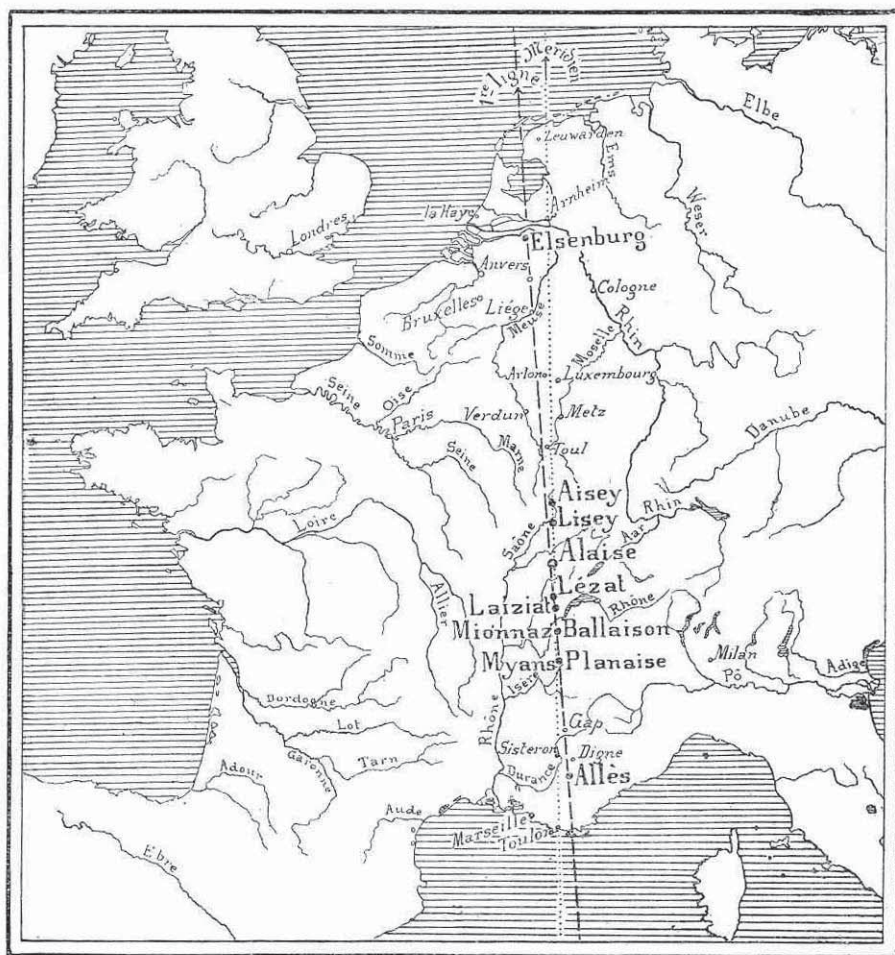 Meridien
1re Ligne
Elbe
Leuwarden
Ems
Weser
Arnheim
la Haye
Londres
Elsenburg
Anvers
Cologne
Bruxelles
Liége
Meuse
Rhin
Moselle
Somme
Arlon
Luxembourg
Seine
Oise
Paris
Verdun
Metz
Danube
Seine
Marne
Toul
Aisey
Rhin
Lisey
Aar
Loire
Saône
Alaise
Allier
Lézat
Laiziat
Rhône
Mionnaz
Ballaison
Myans
Planaise
Milan
Adige
Pô
Isère
Dordogne
Rhône
Lot
Gap
Sisteron
Digne
Garonne
Tarn
Durance
Allès
Adour
Aude
Marseille
Toulon
Èbre